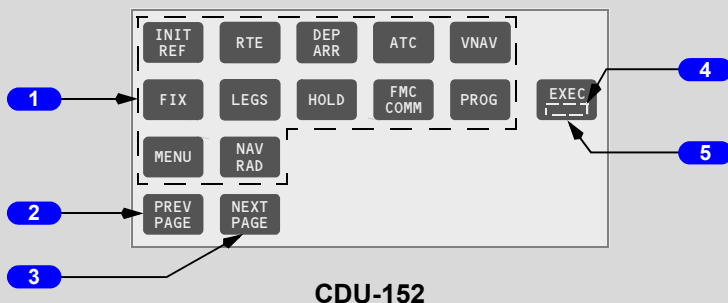 INIT REF RTE DEP ARR ATC VNAV
4
1
FIX LEGS HOLD FMC COMM PROG EXEC
5
MENU NAV RAD
2
PREV PAGE NEXT PAGE
3
CDU-152